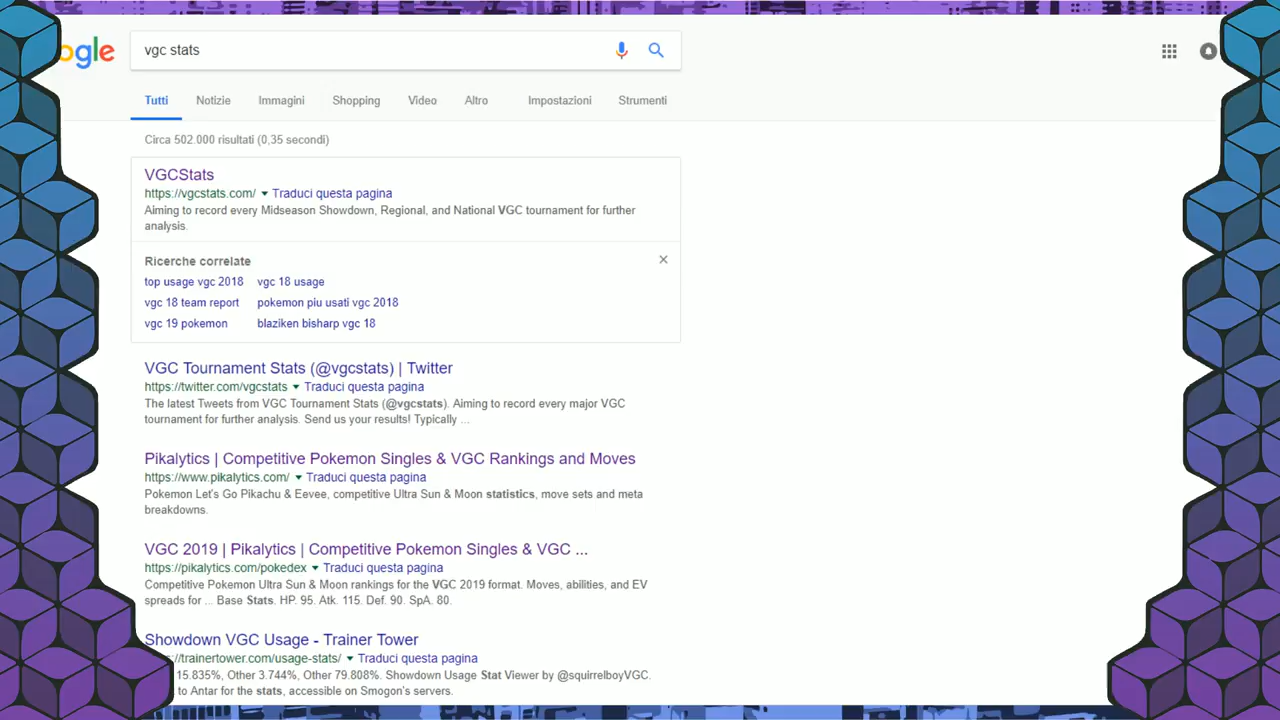 ogle
vgc stats
Tutti Notizie Immagini Shopping Video Altro Impostazioni Strumenti
Circa 502.000 risultati (0,35 secondi)
VGCStats
https://vgcstats.com/ Traduci questa pagina
Aiming to record every Midseason Showdown, Regional, and National VGC tournament for further
analysis.
Ricerche correlate
top usage vgc 2018 vgc 18 usage
vgc 18 team report pokemon piu usati vgc 2018
vgc 19 pokemon blaziken bisharp vgc 18
VGC Tournament Stats (@vgcstats) | Twitter
https://twitter.com/vgcstats Traduci questa pagina
The latest Tweets from VGC Tournament Stats (@vgcstats). Aiming to record every major VGC
tournament for further analysis. Send us your results! Typically ...
Pikalytics | Competitive Pokemon Singles & VGC Rankings and Moves
https://www.pikalytics.com/ Traduci questa pagina
Pokemon Let's Go Pikachu & Eevee, competitive Ultra Sun & Moon statistics, move sets and meta
breakdowns.
VGC 2019 | Pikalytics | Competitive Pokemon Singles & VGC ...
https://pikalytics.com/pokedex Traduci questa pagina
Competitive Pokemon Ultra Sun & Moon rankings for the VGC 2019 format. Moves, abilities, and EV
spreads for ... Base Stats. HP. 95. Atk. 115. Def. 90. SpA. 80.
Showdown VGC Usage - Trainer Tower
://trainertower.com/usage-stats/ Traduci questa pagina
15.835%, Other 3.744%, Other 79.808%. Showdown Usage Stat Viewer by @squirrelboyVGC.
to Antar for the stats, accessible on Smogon's servers.